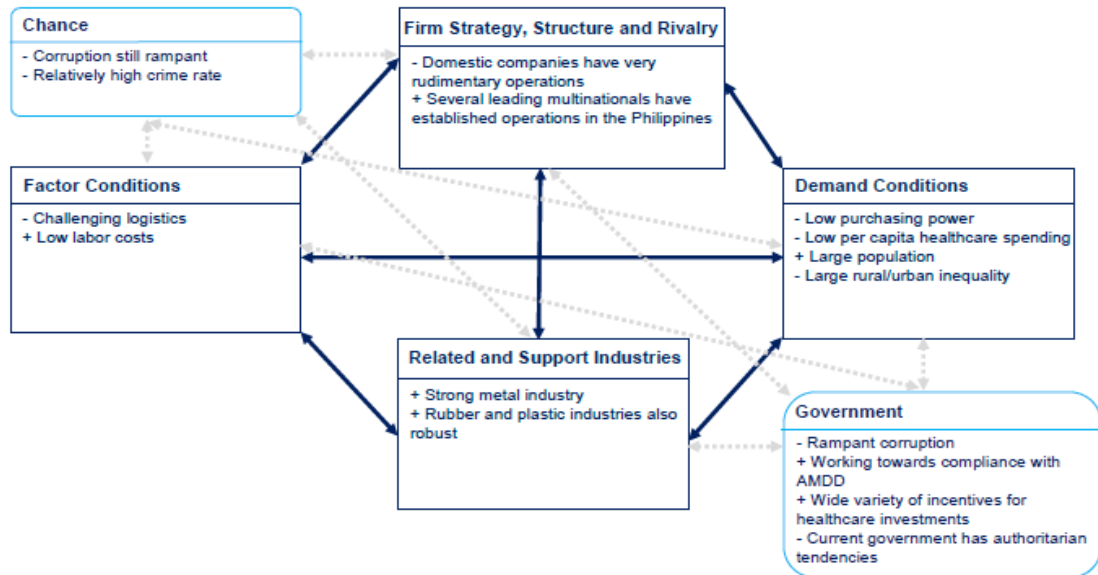 Chance
- Corruption still rampant
- Relatively high crime rate
Firm Strategy, Structure and Rivalry
- Domestic companies have very
rudimentary operations
+ Several leading multinationals have
established operations in the Philippines
Factor Conditions
- Challenging logistics
+ Low labor costs
Demand Conditions
- Low purchasing power
- Low per capita healthcare spending
+ Large population
- Large rural/urban inequality
Related and Support Industries
+ Strong metal industry
+ Rubber and plastic industries also
robust
Government
- Rampant corruption
+ Working towards compliance with
AMDD
+ Wide variety of incentives for
healthcare investments
- Current government has authoritarian
tendencies